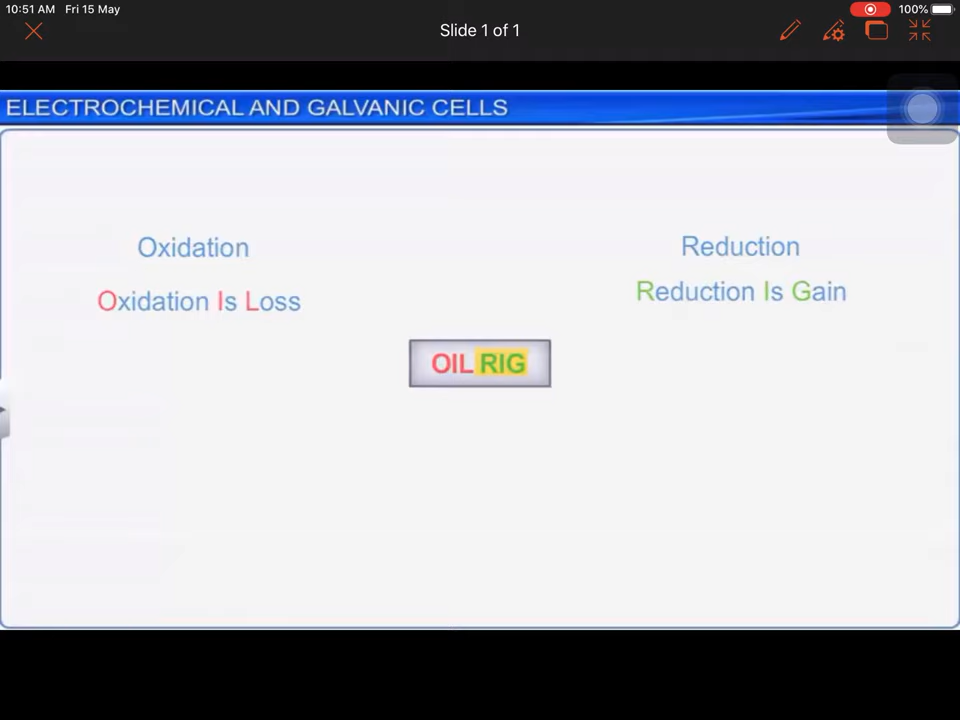 10:51 AM Fri 15 May
100%
Slide 1 of 1
ELECTROCHEMICAL AND GALVANIC CELLS
Oxidation
Reduction
Oxidation Is Loss
Reduction Is Gain
OIL RIG